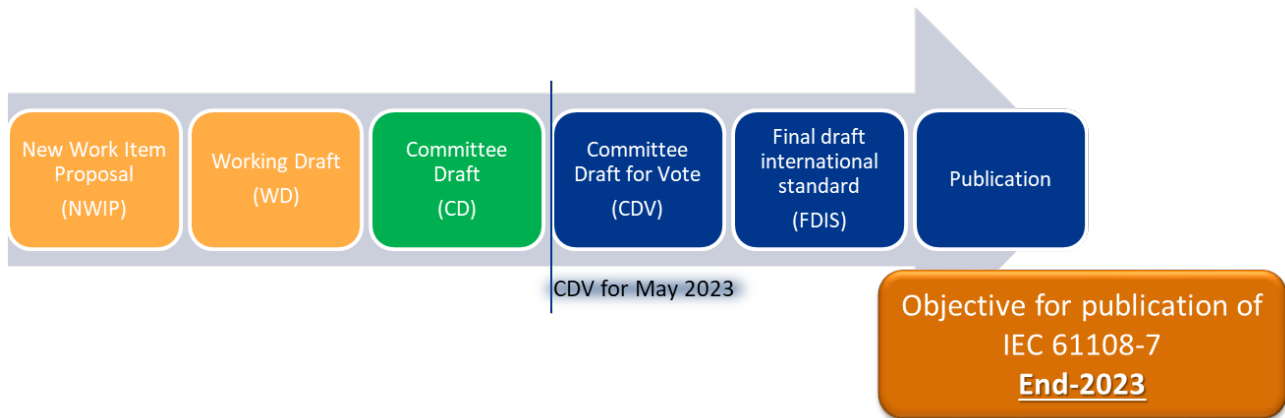 New Work Item
Proposal
(NWIP)
Working Draft
(WD)
Committee
Draft
(CD)
Committee
Draft for Vote
(CDV)
Final draft
international
standard
(FDIS)
Publication
CDV for May 2023
Objective for publication of
IEC 61108-7
End-2023